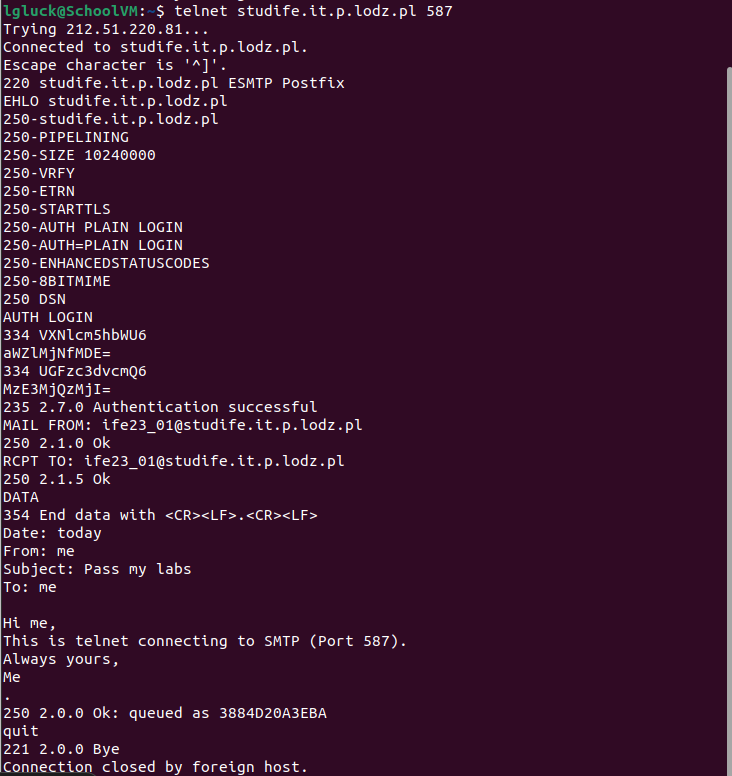 lgluck@SchoolVM:~$ telnet studife.it.p.lodz.pl 587
Trying 212.51.220.81...
Connected to studife.it.p.lodz.pl.
Escape character is '^]'.
220 studife.it.p.lodz.pl ESMTP Postfix
EHLO studife.it.p.lodz.pl
250-studife.it.p.lodz.pl
250-PIPELINING
250-SIZE 10240000
250-VRFY
250-ETRN
250-STARTTLS
250-AUTH PLAIN LOGIN
250-AUTH=PLAIN LOGIN
250-ENHANCEDSTATUSCODES
250-8BITMIME
250 DSN
AUTH LOGIN
334 VXNlcm5hbWU6
aWZlMjNfMDE=
334 UGFzc3dvcmQ6
MzE3MjQzMjI=
235 2.7.0 Authentication successful
MAIL FROM: ife23_01@studife.it.p.lodz.pl
250 2.1.0 Ok
RCPT TO: ife23_01@studife.it.p.lodz.pl
250 2.1.5 Ok
DATA
354 End data with <CR><LF>.<CR><LF>
Date: today
From: me
Subject: Pass my labs
To: me

Hi me,
This is telnet connecting to SMTP (Port 587).
Always yours,
Me
.
250 2.0.0 Ok: queued as 3884D20A3EBA
quit
221 2.0.0 Bye
Connection closed by foreign host.